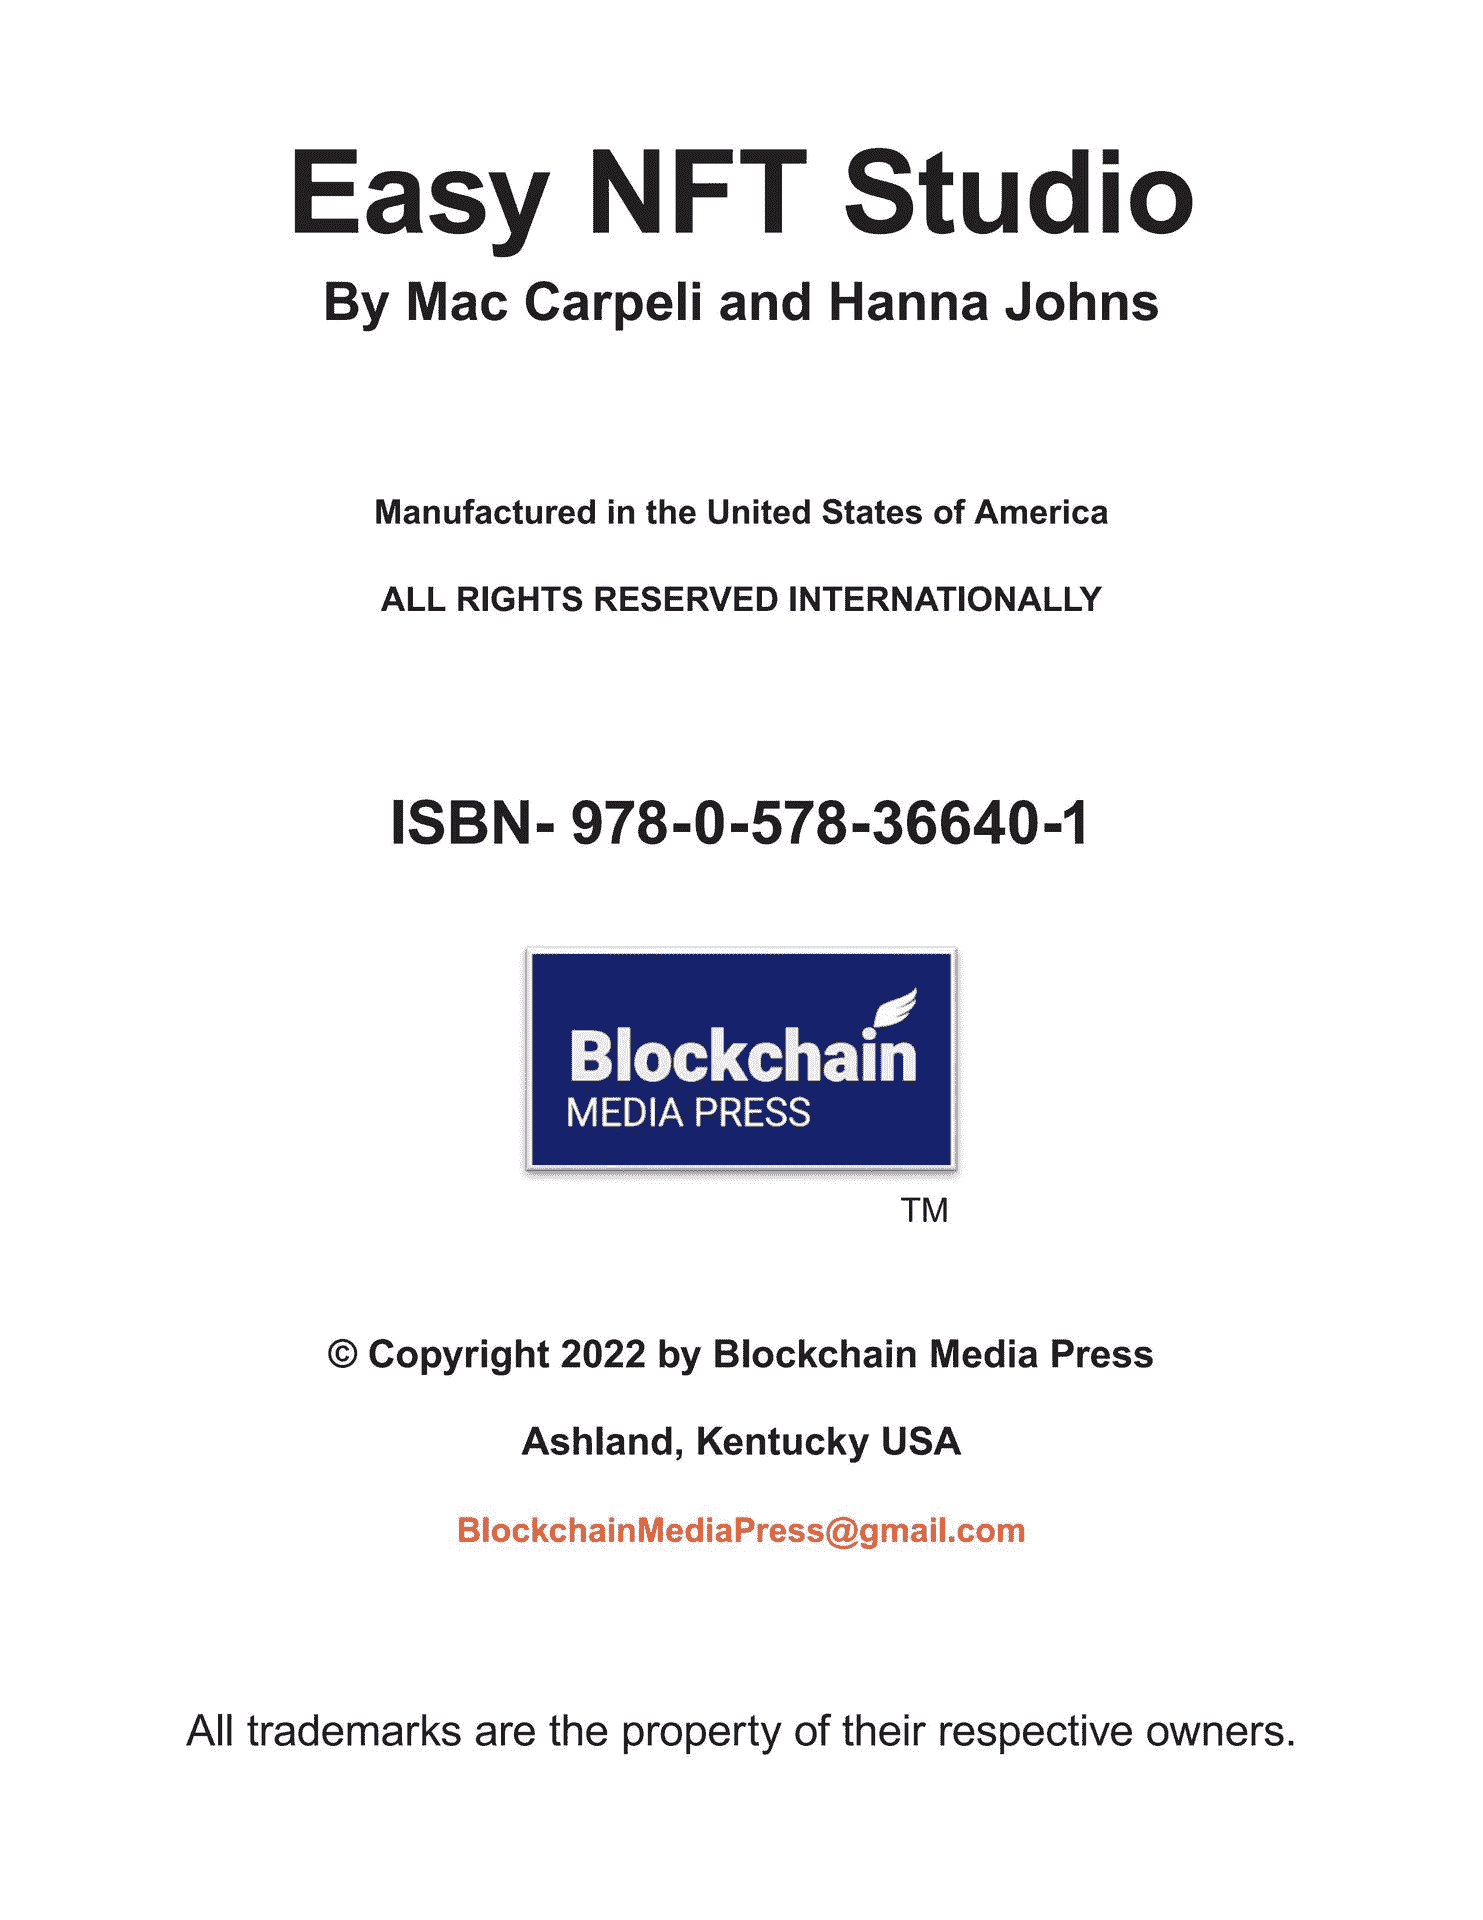 Easy NFT Studio
By Mac Carpeli and Hanna Johns
Manufactured in the United States of America
ALL RIGHTS RESERVED INTERNATIONALLY
ISBN- 978-0-578-36640-1
Blockchain
MEDIA PRESS
TM
© Copyright 2022 by Blockchain Media Press
Ashland, Kentucky USA
BlockchainMediaPress@gmail.com
All trademarks are the property of their respective owners.